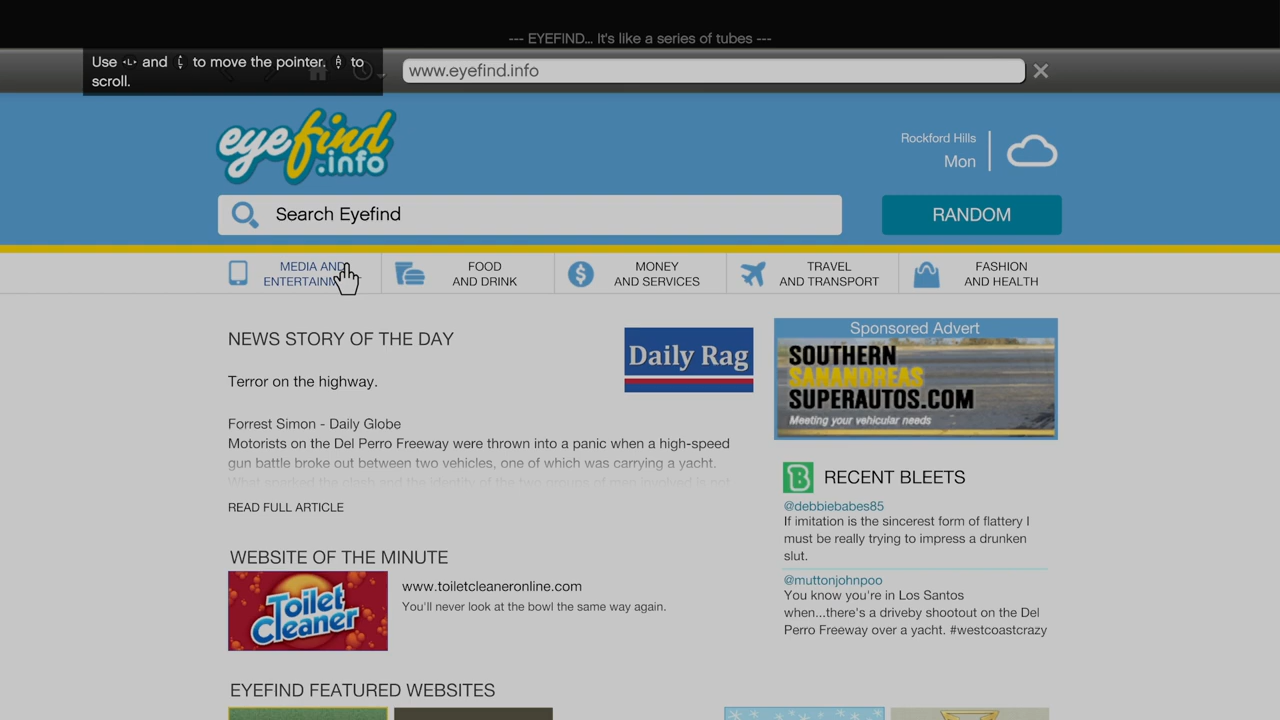 --- EYEFIND... It's like a series of tubes ---
Use L and L to move the pointer. R to
scroll.
www.eyefind.info
eyefind
.info
Rockford Hills
Mon
Search Eyefind
RANDOM
MEDIA AND
ENTERTAINM
FOOD
AND DRINK
MONEY
AND SERVICES
TRAVEL
AND TRANSPORT
FASHION
AND HEALTH
NEWS STORY OF THE DAY
Daily Rag
Terror on the highway.
Forrest Simon - Daily Globe
Motorists on the Del Perro Freeway were thrown into a panic when a high-speed
gun battle broke out between two vehicles, one of which was carrying a yacht.
What sparked the clash and the identity of the two groups of men involved is not
READ FULL ARTICLE
Sponsored Advert
SOUTHERN
SANANDREAS
SUPERAUTOS.COM
Meeting your vehicular needs
B RECENT BLEETS
@debbiebabes85
If imitation is the sincerest form of flattery I
must be really trying to impress a drunken
slut.
@muttonjohnpoo
You know you're in Los Santos
when...there's a driveby shootout on the Del
Perro Freeway over a yacht. #westcoastcrazy
WEBSITE OF THE MINUTE
Toilet
Cleaner
www.toiletcleaneronline.com
You'll never look at the bowl the same way again.
EYEFIND FEATURED WEBSITES